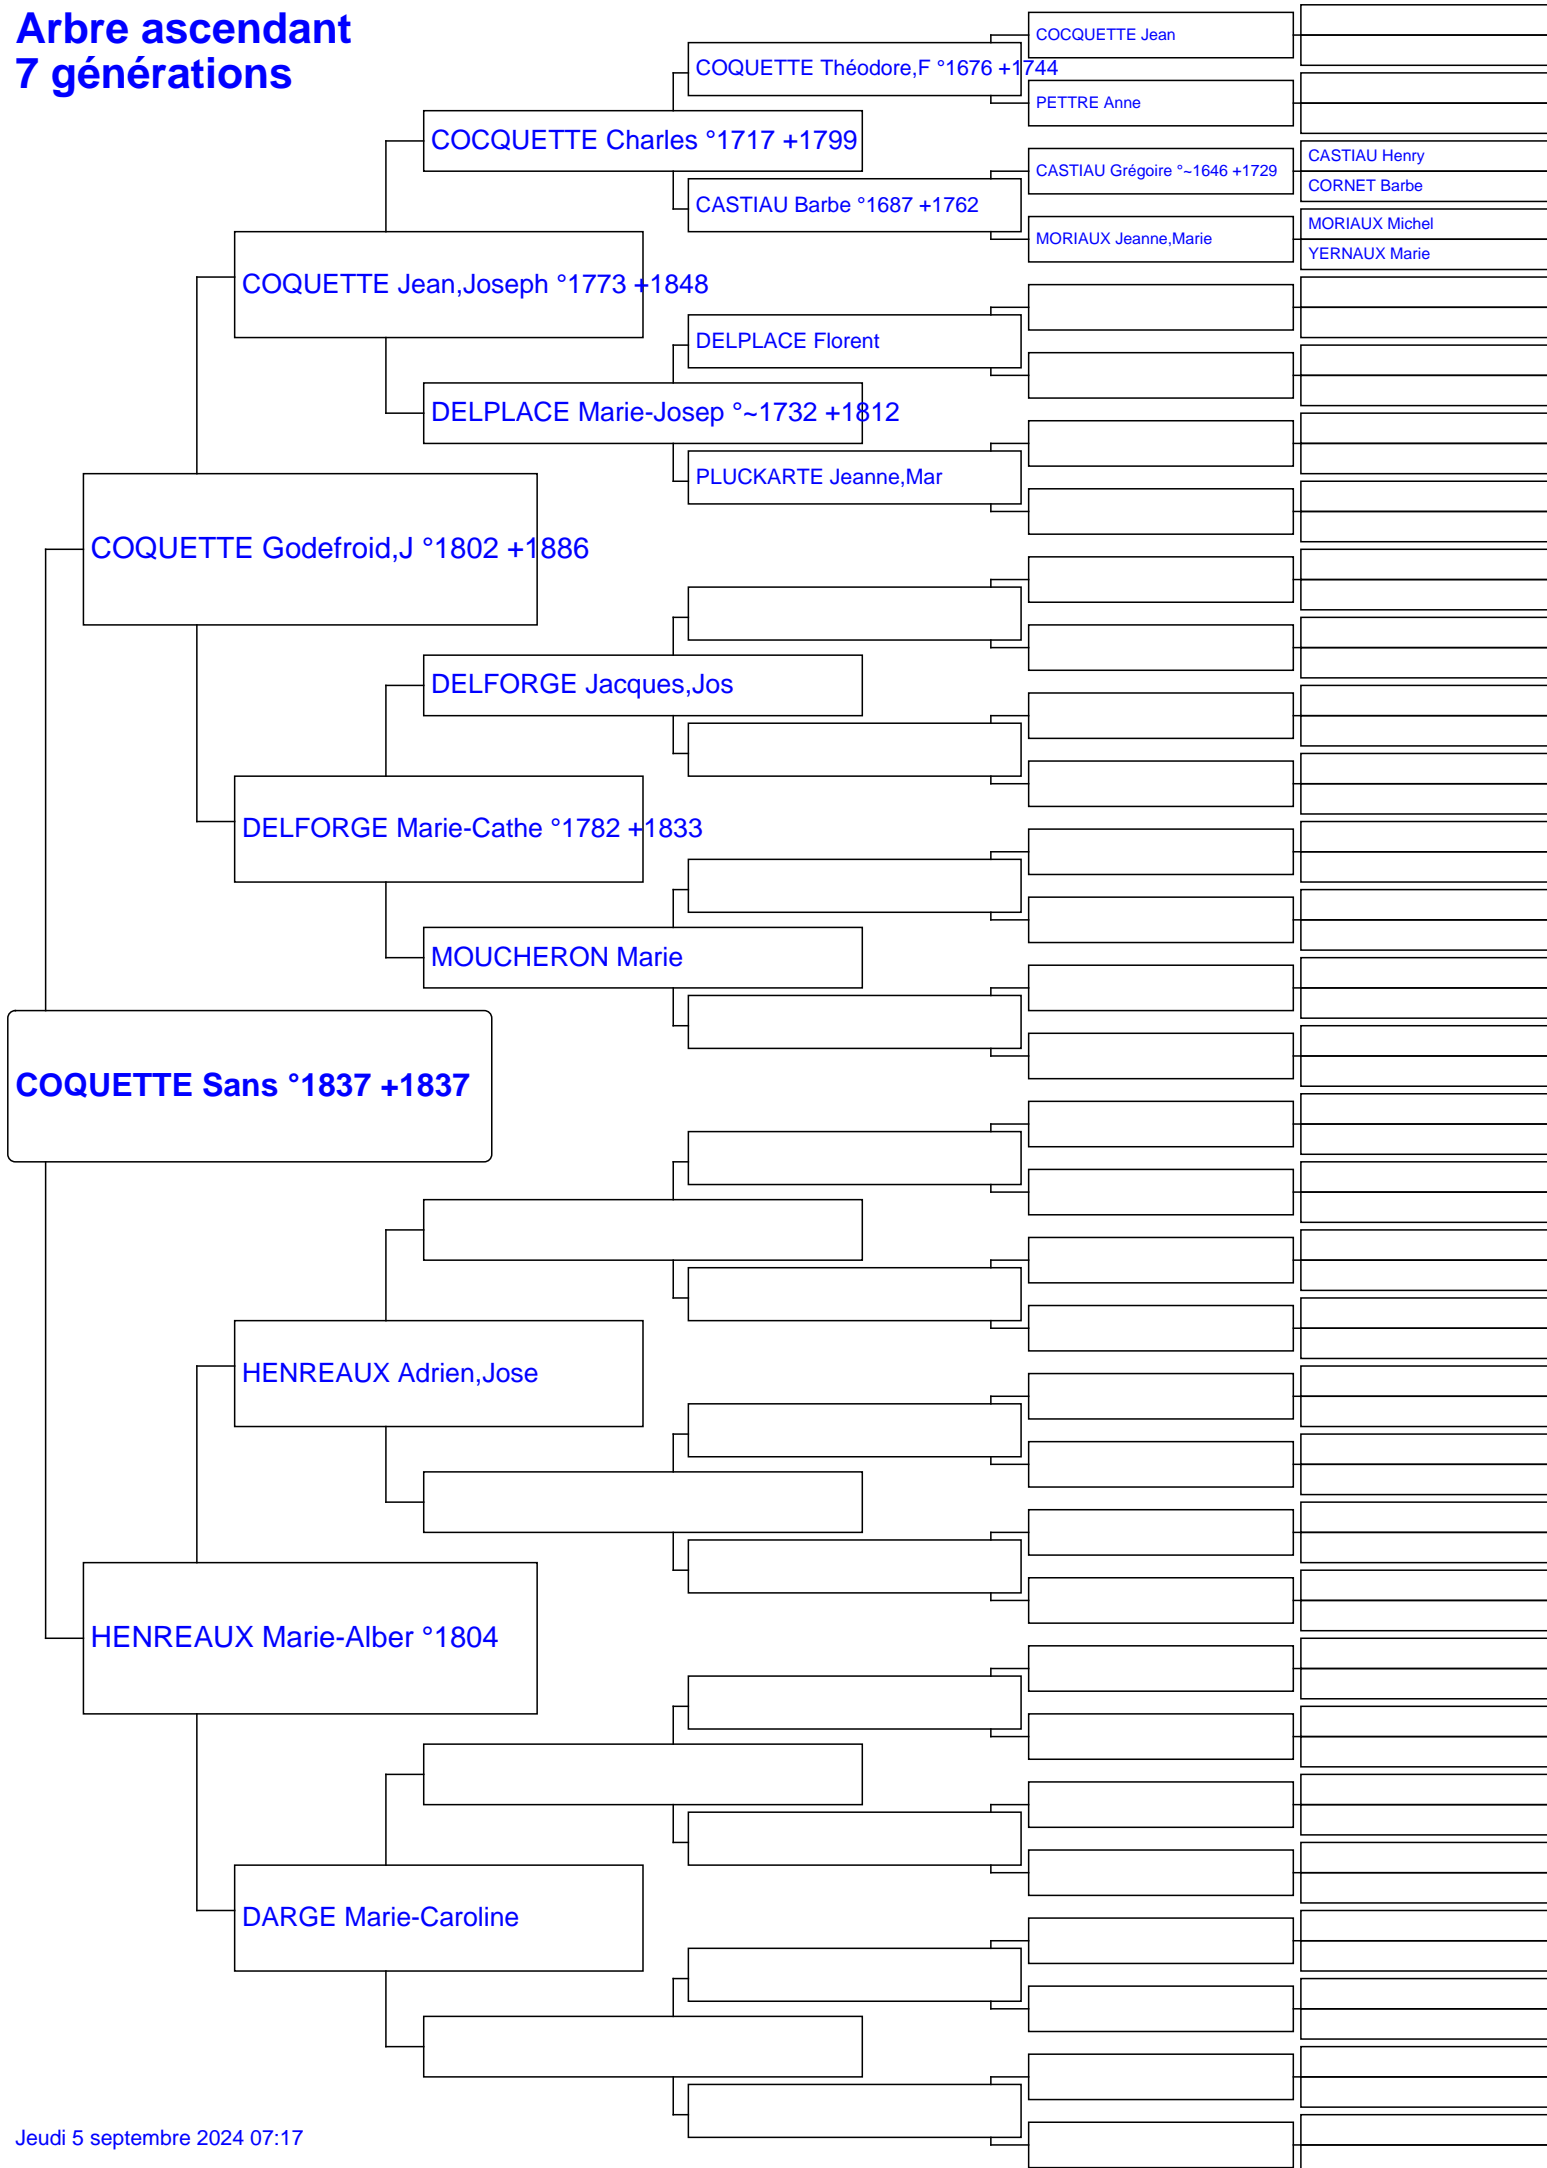 Arbre ascendant
7 générations
COCQUETTE Jean
COQUETTE Théodore,F °1676 +1744
PETTRE Anne
COCQUETTE Charles °1717 +1799
CASTIAU Henry
CASTIAU Grégoire °~1646 +1729
CORNET Barbe
CASTIAU Barbe °1687 +1762
MORIAUX Michel
MORIAUX Jeanne,Marie
YERNAUX Marie
COQUETTE Jean,Joseph °1773 +1848
DELPLACE Florent
DELPLACE Marie-Josep °~1732 +1812
PLUCKARTE Jeanne,Mar
COQUETTE Godefroid,J °1802 +1886
DELFORGE Jacques,Jos
DELFORGE Marie-Cathe °1782 +1833
MOUCHERON Marie
COQUETTE Sans °1837 +1837
HENREAUX Adrien,Jose
HENREAUX Marie-Alber °1804
DARGE Marie-Caroline
Jeudi 5 septembre 2024 07:17